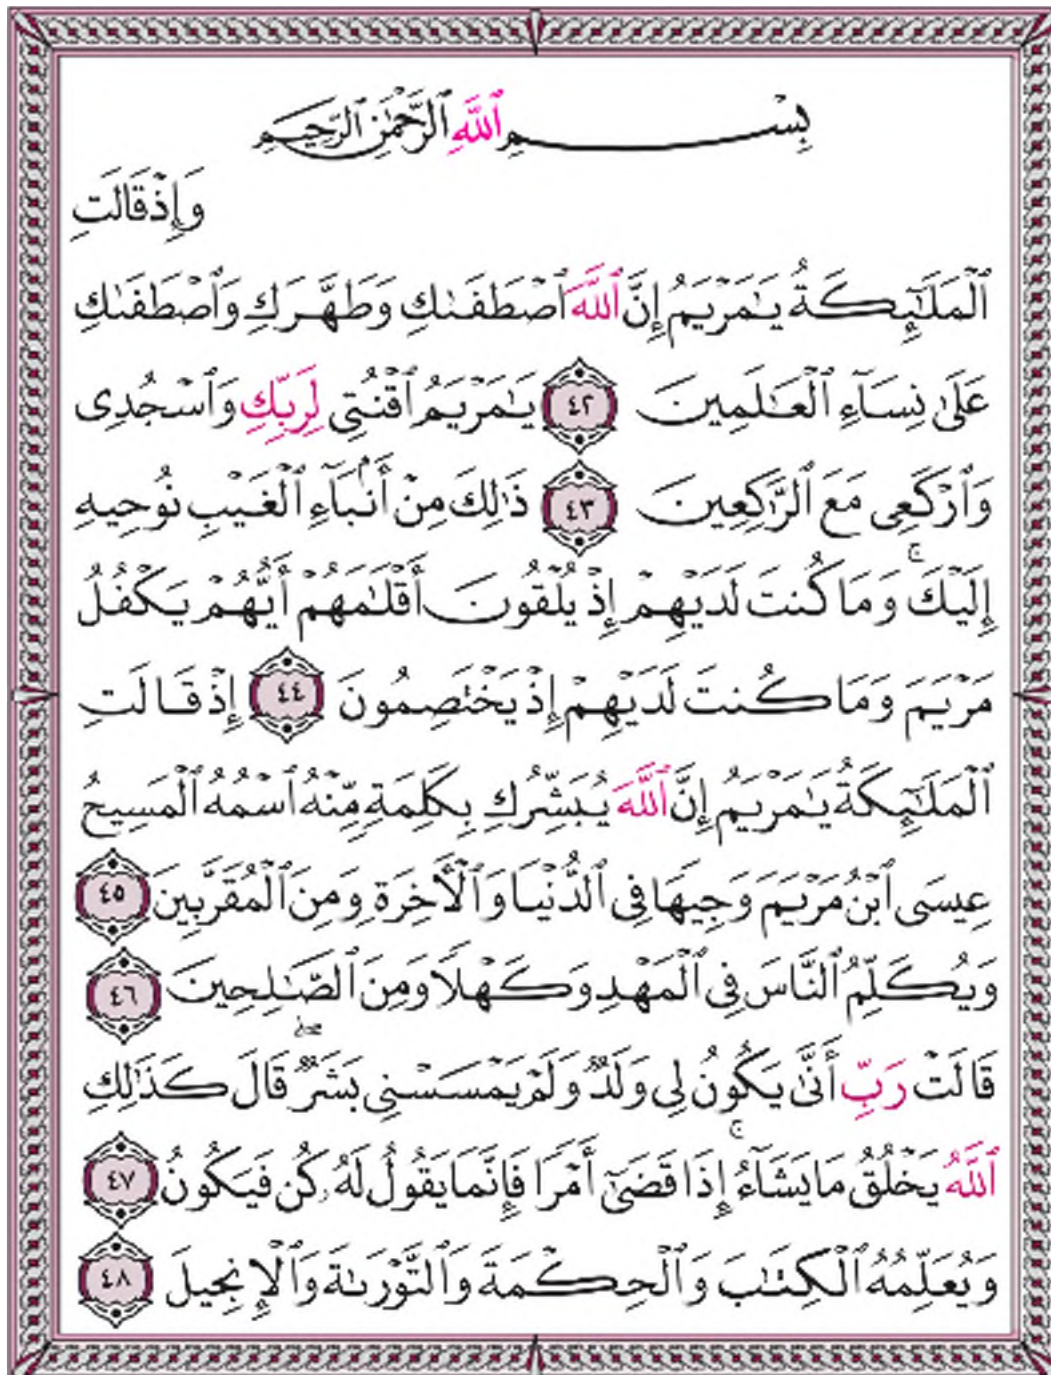 بِسْمِ ٱللَّهِ ٱلرَّحْمَٰنِ ٱلرَّحِيمِ
وَإِذْ قَالَتِ
ٱلْمَلَٰٓئِكَةُ يَٰمَرْيَمُ إِنَّ ٱللَّهَ ٱصْطَفَىٰكِ وَطَهَّرَكِ وَٱصْطَفَىٰكِ
عَلَىٰ نِسَآءِ ٱلْعَٰلَمِينَ ٤٢ يَٰمَرْيَمُ ٱقْنُتِى لِرَبِّكِ وَٱسْجُدِى
وَٱرْكَعِى مَعَ ٱلرَّٰكِعِينَ ٤٣ ذَٰلِكَ مِنْ أَنۢبَآءِ ٱلْغَيْبِ نُوحِيهِ
إِلَيْكَ ۚ وَمَا كُنتَ لَدَيْهِمْ إِذْ يُلْقُونَ أَقْلَٰمَهُمْ أَيُّهُمْ يَكْفُلُ
مَرْيَمَ وَمَا كُنتَ لَدَيْهِمْ إِذْ يَخْتَصِمُونَ ٤٤ إِذْ قَالَتِ
ٱلْمَلَٰٓئِكَةُ يَٰمَرْيَمُ إِنَّ ٱللَّهَ يُبَشِّرُكِ بِكَلِمَةٍ مِّنْهُ ٱسْمُهُ ٱلْمَسِيحُ
عِيسَى ٱبْنُ مَرْيَمَ وَجِيهًا فِى ٱلدُّنْيَا وَٱلْءَاخِرَةِ وَمِنَ ٱلْمُقَرَّبِينَ ٤٥
وَيُكَلِّمُ ٱلنَّاسَ فِى ٱلْمَهْدِ وَكَهْلًا وَمِنَ ٱلصَّٰلِحِينَ ٤٦
قَالَتْ رَبِّ أَنَّىٰ يَكُونُ لِى وَلَدٌ وَلَمْ يَمْسَسْنِى بَشَرٌ ۖ قَالَ كَذَٰلِكِ
ٱللَّهُ يَخْلُقُ مَا يَشَآءُ ۚ إِذَا قَضَىٰٓ أَمْرًا فَإِنَّمَا يَقُولُ لَهُۥ كُن فَيَكُونُ ٤٧
وَيُعَلِّمُهُ ٱلْكِتَٰبَ وَٱلْحِكْمَةَ وَٱلتَّوْرَىٰةَ وَٱلْإِنجِيلَ ٤٨